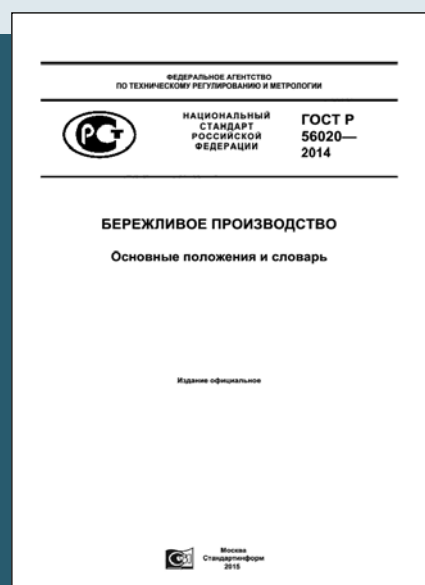 ФЕДЕРАЛЬНОЕ АГЕНТСТВО
ПО ТЕХНИЧЕСКОМУ РЕГУЛИРОВАНИЮ И МЕТРОЛОГИИ
РСТ
НАЦИОНАЛЬНЫЙ
СТАНДАРТ
РОССИЙСКОЙ
ФЕДЕРАЦИИ
ГОСТ Р
56020—
2014
БЕРЕЖЛИВОЕ ПРОИЗВОДСТВО
Основные положения и словарь
Издание официальное
Москва
Стандартинформ
2015